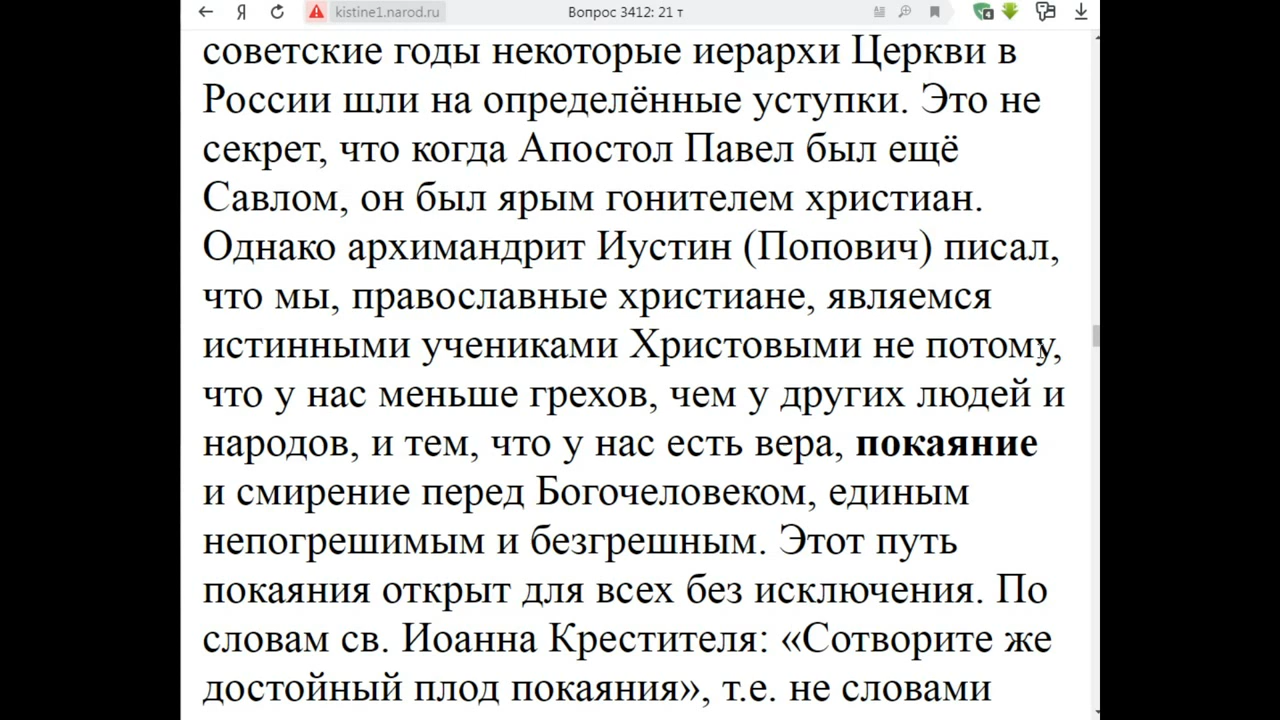 Я kistine1.narod.ru Вопрос 3412: 21 т 4
советские годы некоторые иерархи Церкви в
России шли на определённые уступки. Это не
секрет, что когда Апостол Павел был ещё
Савлом, он был ярым гонителем христиан.
Однако архимандрит Иустин (Попович) писал,
что мы, православные христиане, являемся
истинными учениками Христовыми не потому,
что у нас меньше грехов, чем у других людей и
народов, и тем, что у нас есть вера, покаяние
и смирение перед Богочеловеком, единым
непогрешимым и безгрешным. Этот путь
покаяния открыт для всех без исключения. По
словам св. Иоанна Крестителя: «Сотворите же
достойный плод покаяния», т.е. не словами